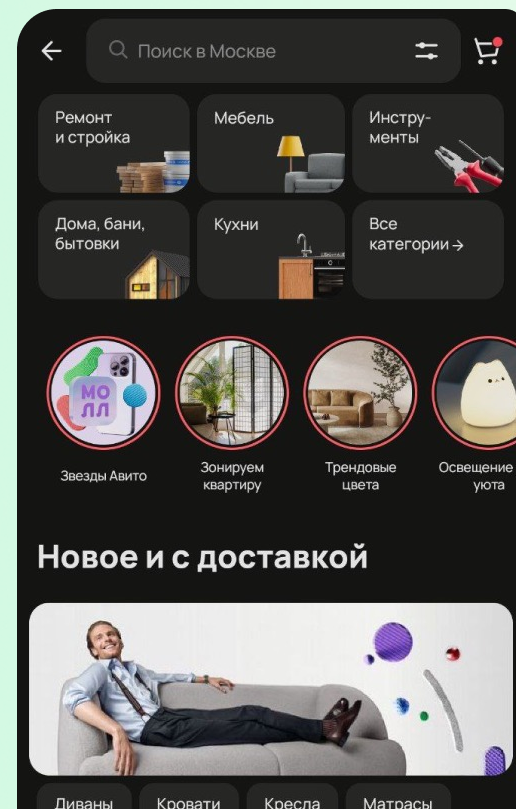 Поиск в Москве
Ремонт
и стройка
Мебель
Инстру-
менты
Дома, бани,
бытовки
Кухни
Все
категории →
МО
ЛЛ
Звезды Авито
Зонируем
квартиру
Трендовые
цвета
Освещение
уюта
Новое и с доставкой
Диваны
Кровати
Кресла
Матрасы